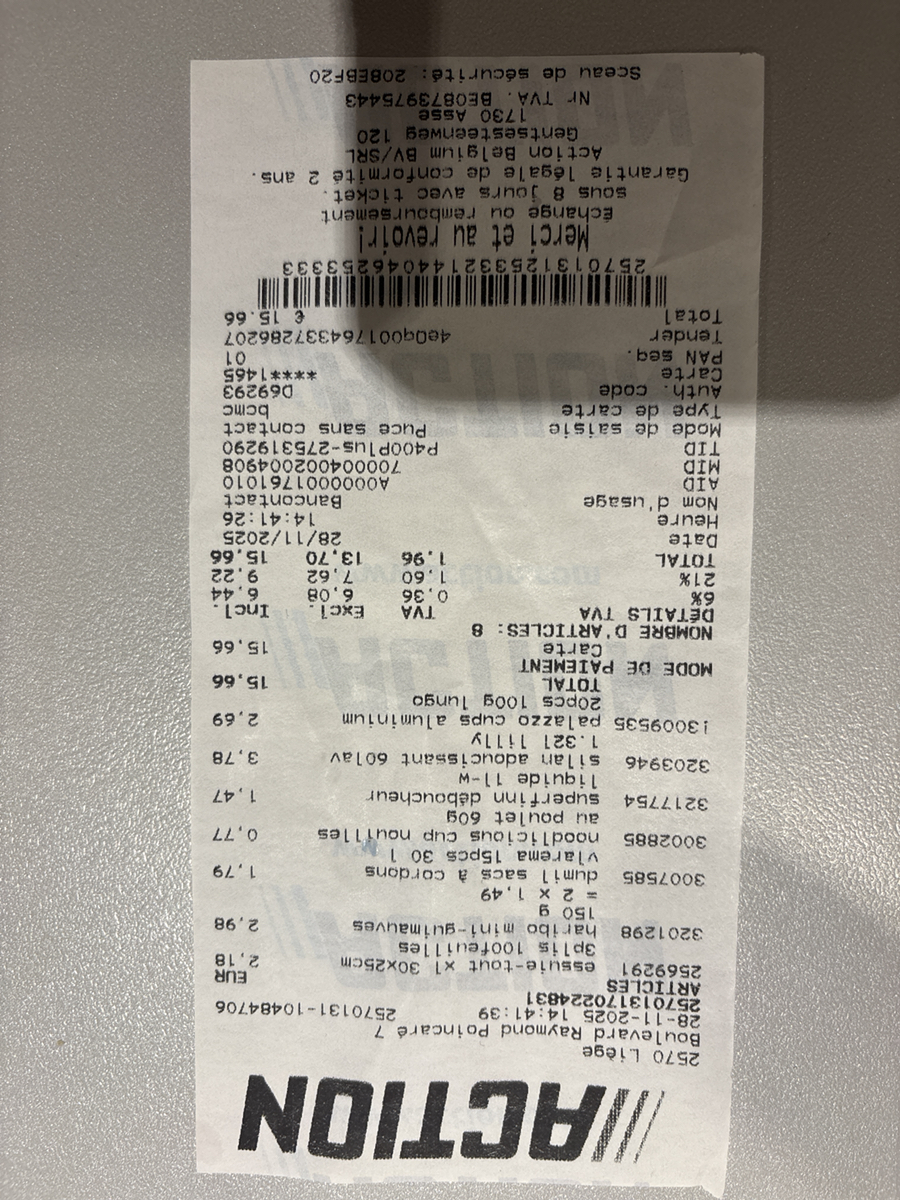 ACTION
2570 Liège
Boulevard Raymond Poincaré 7
28-11-2025 14:41:39 2570131-10484706
2570131170224831
ARTICLES EUR
2569291 essuie-tout xl 30x25cm 2,18
3plis 100feuilles
3201298 haribo mini-guimauves 2,98
150 g
= 2 x 1,49
3007585 dumil sacs à cordons 1,79
vlarema 15pcs 30 l
3002885 noodlicious cup nouilles 0,77
au poulet 60g
3217754 superfinn déboucheur 1,47
liquide 1l-w
3203946 silan adoucissant 60lav 3,78
1.32l lilly
!3009535 palazzo cups aluminium 2,69
20pcs 100g lungo
TOTAL 15,66
MODE DE PAIEMENT
Carte 15,66
NOMBRE D'ARTICLES: 8
DÉTAILS TVA TVA Excl. Incl.
6% 0,36 6,08 6,44
21% 1,60 7,62 9,22
TOTAL 1,96 13,70 15,66
Date 28/11/2025
Heure 14:41:26
Nom d'usage Bancontact
AID A0000001761010
MID 700004002004908
TID P400Plus-275319290
Mode de saisie Puce sans contact
Type de carte bcmc
Auth. code D69293
Carte ****1465
PAN seq. 01
Tender 4e0q001764337286207
Total € 15.66
2570131253321440462533333
Merci et au revoir!
Échange ou remboursement
sous 8 jours avec ticket.
Garantie légale de conformité 2 ans.
Action Belgium BV/SRL
Gentsesteenweg 120
1730 Asse
Nr TVA. BE0873975443
Sceau de sécurité: 208EBF20